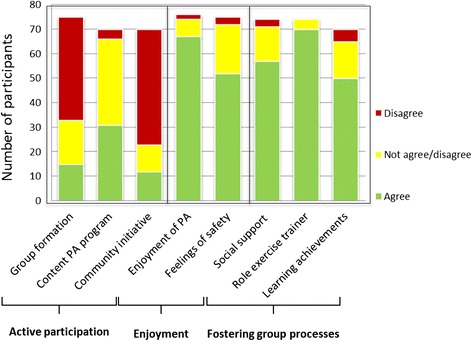 Number of participants
80
70
60
50
40
30
20
10
0
Disagree
Not agree/disagree
Agree
Group formation
Content PA program
Community initiative
Enjoyment of PA
Feelings of safety
Social support
Role exercise trainer
Learning achievements
Active participation
Enjoyment
Fostering group processes